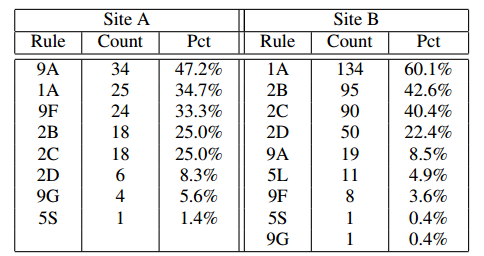 Site A Site B
Rule Count Pct Rule Count Pct
9A 34 47.2% 1A 134 60.1%
1A 25 34.7% 2B 95 42.6%
9F 24 33.3% 2C 90 40.4%
2B 18 25.0% 2D 50 22.4%
2C 18 25.0% 9A 19 8.5%
2D 6 8.3% 5L 11 4.9%
9G 4 5.6% 9F 8 3.6%
5S 1 1.4% 5S 1 0.4%
9G 1 0.4%